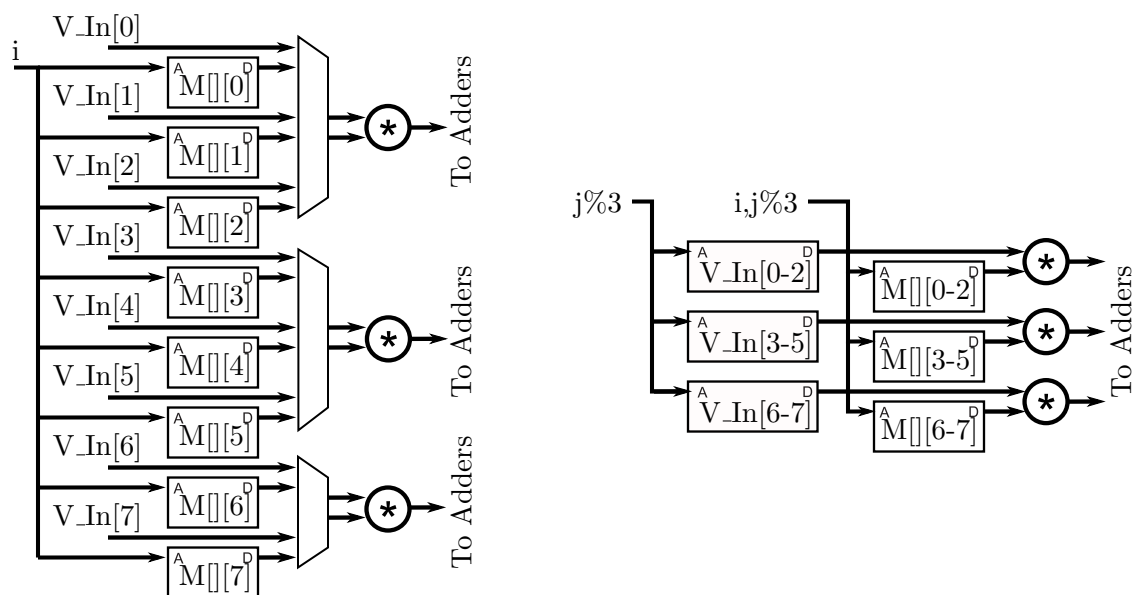 V_In[0]
i
A D
M[][0]
V_In[1]
A D
M[][1]
*
To Adders
V_In[2]
A D
M[][2]
V_In[3]
A D
M[][3]
V_In[4]
A D
M[][4]
*
To Adders
V_In[5]
A D
M[][5]
V_In[6]
A D
M[][6]
*
To Adders
V_In[7]
A D
M[][7]
j%3
i,j%3
A D
V_In[0-2]
A D
M[][0-2]
*
A D
V_In[3-5]
A D
M[][3-5]
*
A D
V_In[6-7]
A D
M[][6-7]
*
To Adders